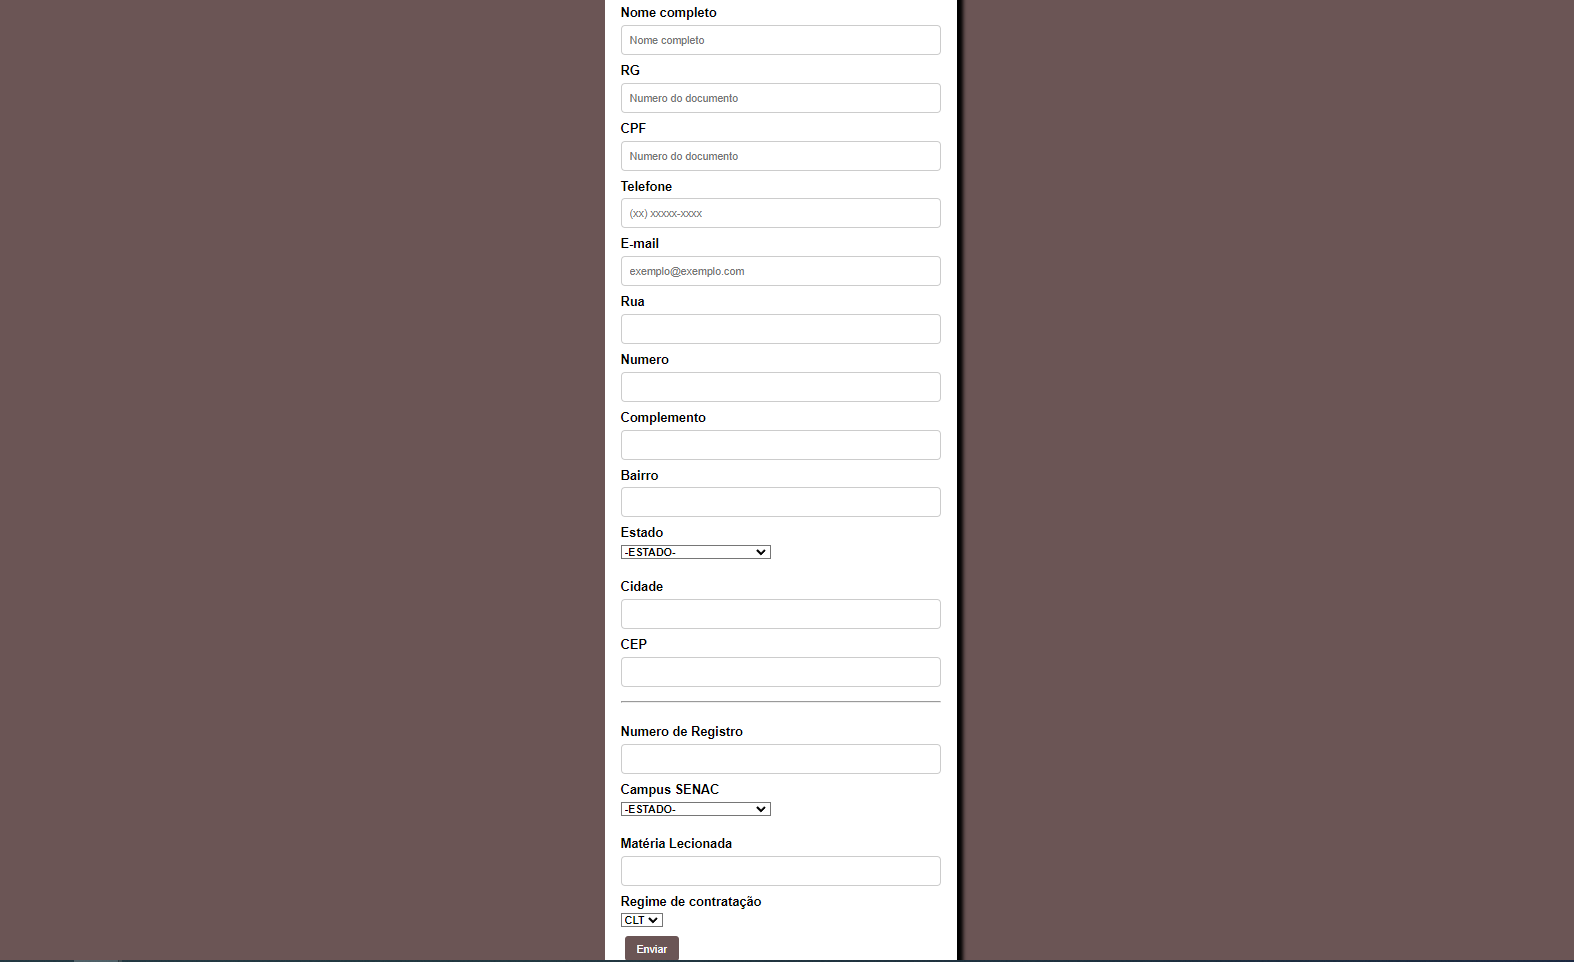 Nome completo
Nome completo
RG
Numero do documento
CPF
Numero do documento
Telefone
(xx) xxxxx-xxxx
E-mail
exemplo@exemplo.com
Rua
Numero
Complemento
Bairro
Estado
-ESTADO-
Cidade
CEP
Numero de Registro
Campus SENAC
-ESTADO-
Matéria Lecionada
Regime de contratação
CLT
Enviar